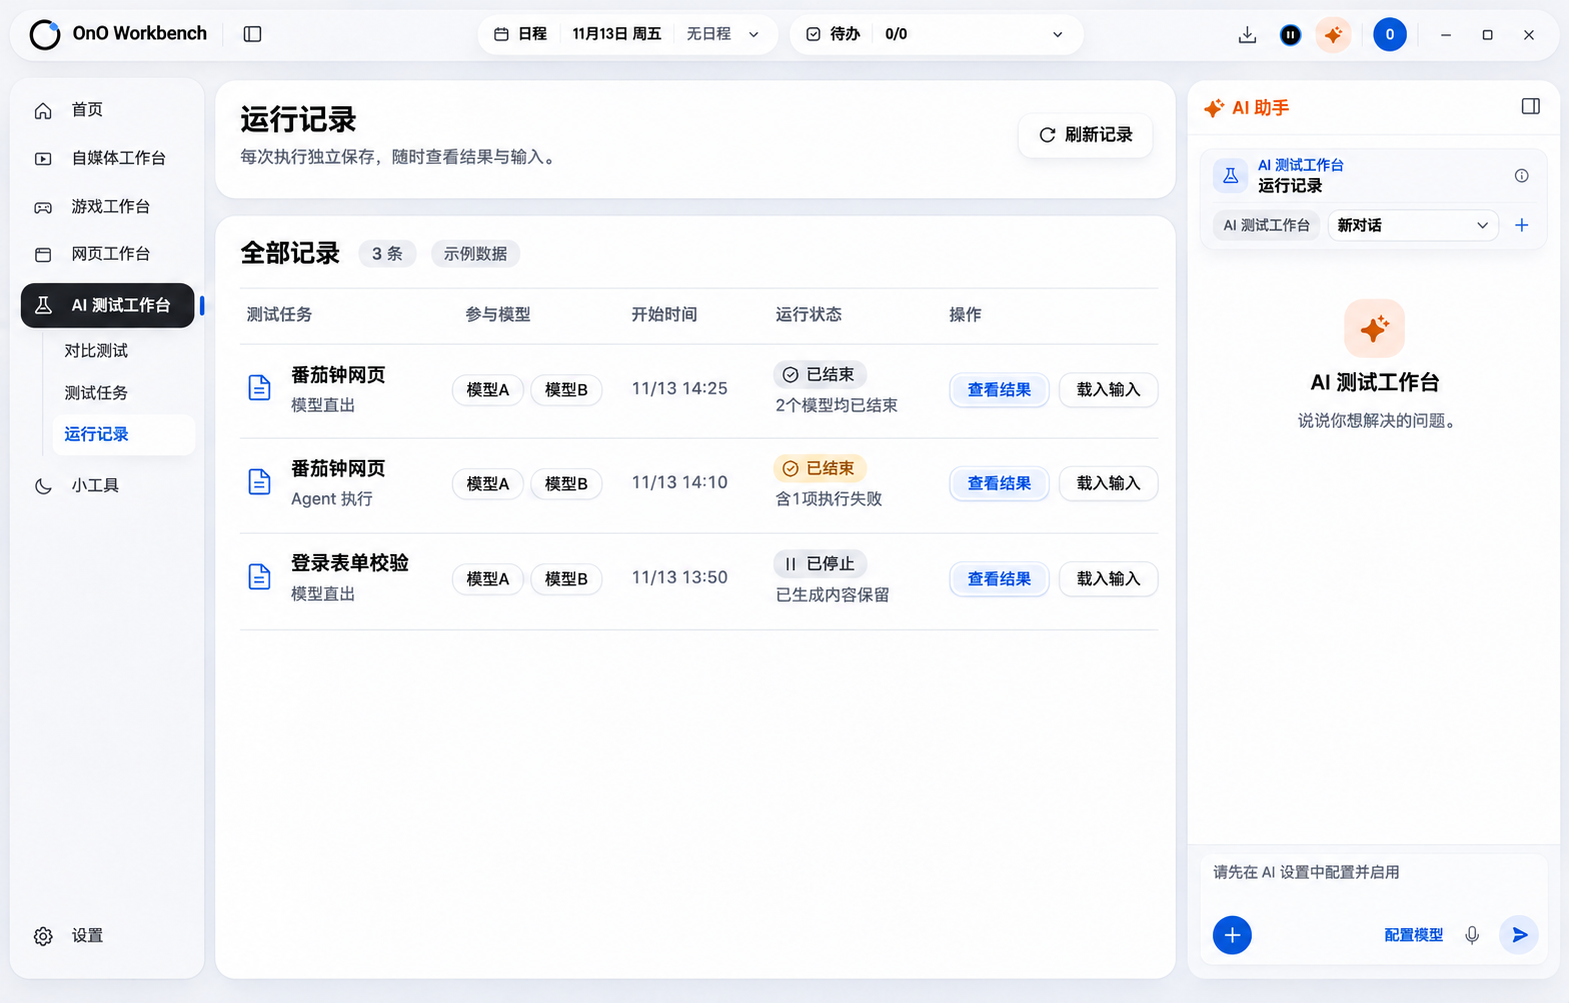 OnO Workbench
日程 11月13日 周五 无日程
待办 0/0
0
首页
自媒体工作台
游戏工作台
网页工作台
AI 测试工作台
对比测试
测试任务
运行记录
小工具
设置
运行记录
每次执行独立保存，随时查看结果与输入。
刷新记录
全部记录 3 条 示例数据
测试任务 参与模型 开始时间 运行状态 操作
番茄钟网页
模型直出
模型A 模型B 11/13 14:25
已结束
2个模型均已结束
查看结果 载入输入
番茄钟网页
Agent 执行
模型A 模型B 11/13 14:10
已结束
含1项执行失败
查看结果 载入输入
登录表单校验
模型直出
模型A 模型B 11/13 13:50
已停止
已生成内容保留
查看结果 载入输入
AI 助手
AI 测试工作台
运行记录
AI 测试工作台 新对话
AI 测试工作台
说说你想解决的问题。
请先在 AI 设置中配置并启用
配置模型